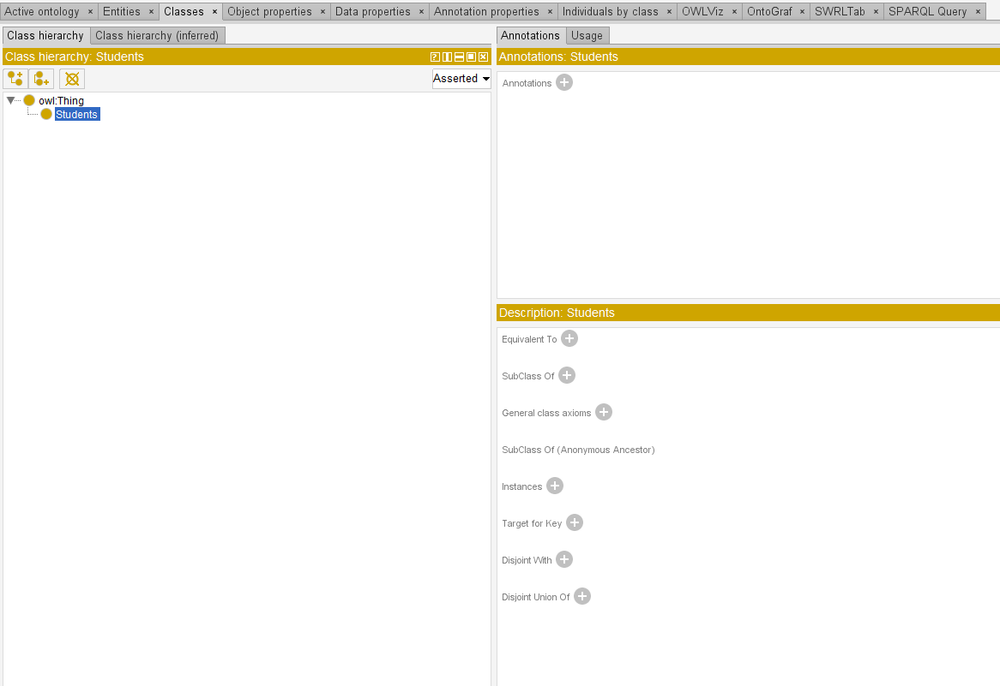 Active ontology × Entities × Classes × Object properties × Data properties × Annotation properties × Individuals by class × OWLViz × OntoGraf × SWRLTab × SPARQL Query ×
Class hierarchy Class hierarchy (inferred)
Class hierarchy: Students
Asserted
owl:Thing
Students
Annotations Usage
Annotations: Students
Annotations
Description: Students
Equivalent To
SubClass Of
General class axioms
SubClass Of (Anonymous Ancestor)
Instances
Target for Key
Disjoint With
Disjoint Union Of